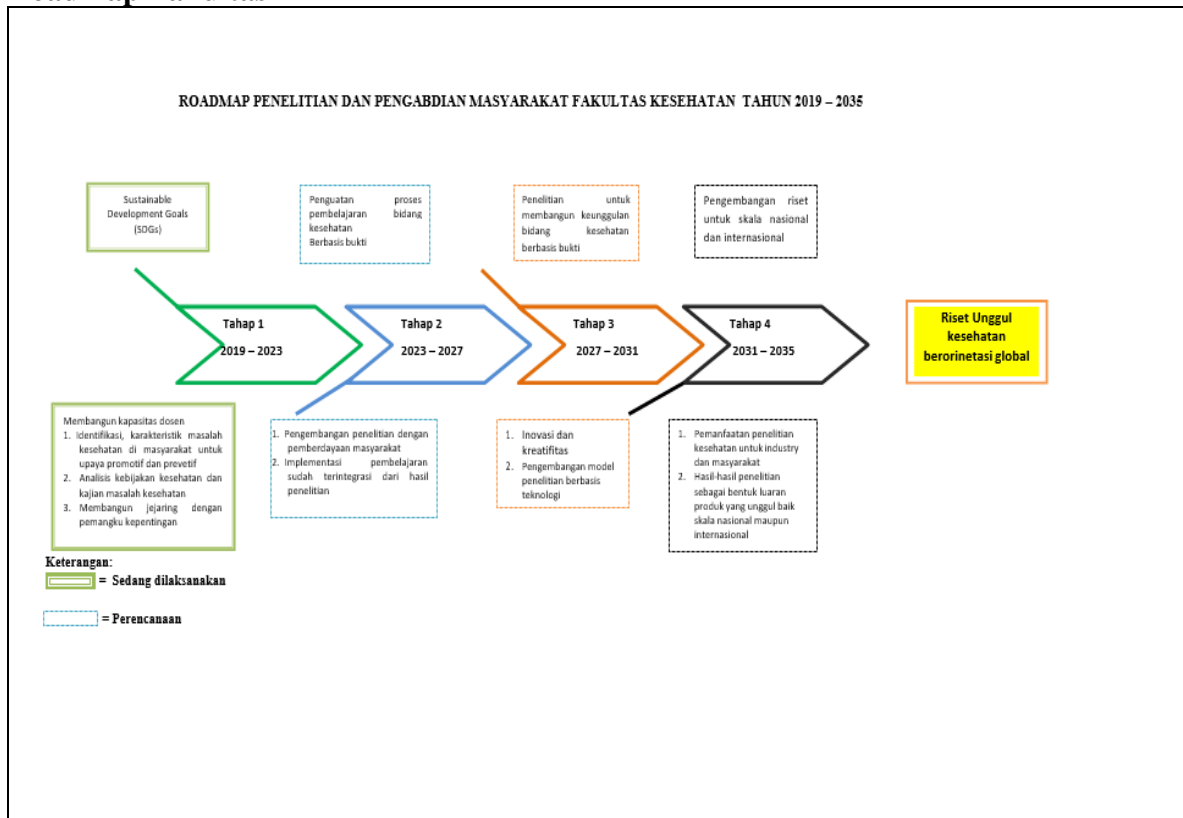 ROADMAP PENELITIAN DAN PENGABDIAN MASYARAKAT FAKULTAS KESEHATAN TAHUN 2019 – 2035
Sustainable
Development Goals
(SDGs)
Penguatan proses
pembelajaran bidang
kesehatan
Berbasis bukti
Penelitian untuk
membangun keunggulan
bidang kesehatan
berbasis bukti
Pengembangan riset
untuk skala nasional
dan internasional
Tahap 1
2019 – 2023
Tahap 2
2023 – 2027
Tahap 3
2027 – 2031
Tahap 4
2031 – 2035
Riset Unggul
kesehatan
berorinetasi global
Membangun kapasitas dosen
1. Identifikasi, karakteristik masalah
kesehatan di masyarakat untuk
upaya promotif dan prevetif
2. Analisis kebijakan kesehatan dan
kajian masalah kesehatan
3. Membangun jejaring dengan
pemangku kepentingan
1. Pengembangan penelitian dengan
pemberdayaan masyarakat
2. Implementasi pembelajaran
sudah terintegrasi dari hasil
penelitian
1. Inovasi dan
kreatifitas
2. Pengembangan model
penelitian berbasis
teknologi
1. Pemanfaatan penelitian
kesehatan untuk industry
dan masyarakat
2. Hasil-hasil penelitian
sebagai bentuk luaran
produk yang unggul baik
skala nasional maupun
internasional
Keterangan:
= Sedang dilaksanakan
= Perencanaan